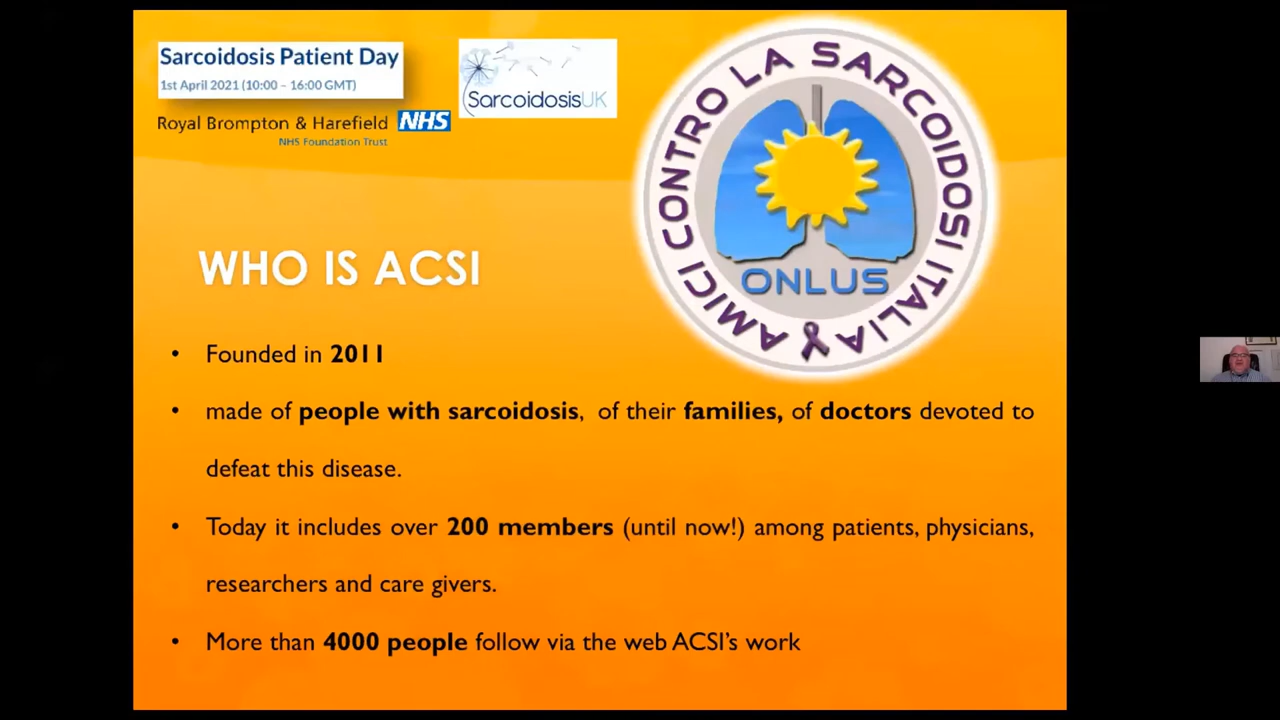 Sarcoidosis Patient Day
1st April 2021 (10:00 – 16:00 GMT)
SarcoidosisUK
Royal Brompton & Harefield NHS
NHS Foundation Trust
AMICI CONTRO LA SARCOIDOSI ITALIA
ONLUS
WHO IS ACSI
• Founded in 2011
• made of people with sarcoidosis, of their families, of doctors devoted to
defeat this disease.
• Today it includes over 200 members (until now!) among patients, physicians,
researchers and care givers.
• More than 4000 people follow via the web ACSI's work